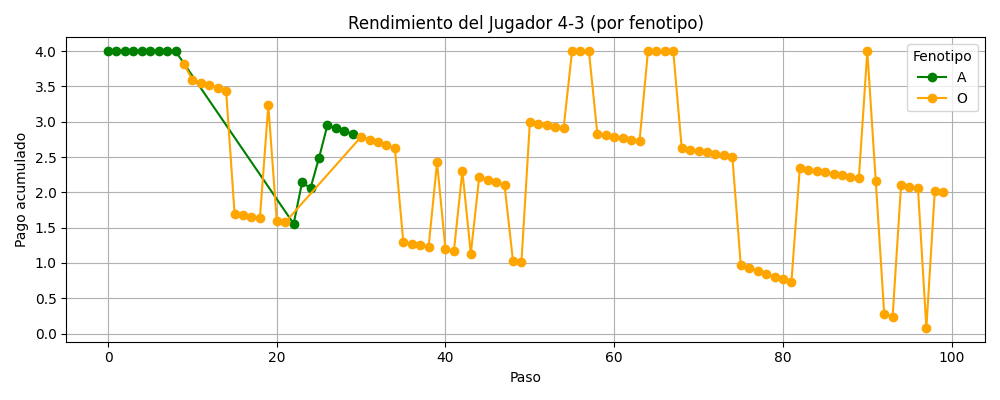 Rendimiento del Jugador 4-3 (por fenotipo)
Pago acumulado
4.0
3.5
3.0
2.5
2.0
1.5
1.0
0.5
0.0
Fenotipo
A
O
0 20 40 60 80 100
Paso